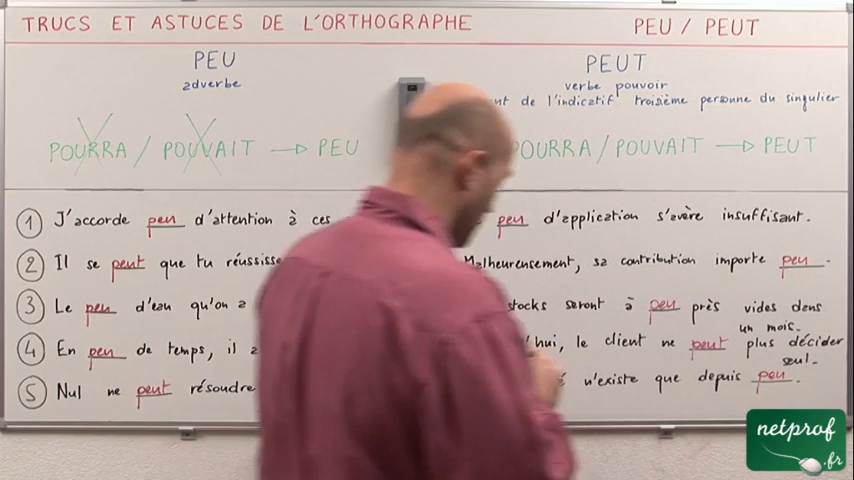 TRUCS ET ASTUCES DE L'ORTHOGRAPHE PEU / PEUT
PEU
adverbe
POURRA / POUVAIT → PEU
PEUT
verbe pouvoir
de l'indicatif troisième personne du singulier
POURRA / POUVAIT → PEUT
1 J'accorde peu d'attention à ces
2 Il se peut que tu
3 Le peu d'eau qu'on a
4 En peu de temps, il a
5 Nul ne peut résoudre
peu d'application s'avère insuffisant.
Malheureusement, sa contribution importe peu.
stocks seront à peu près vides dans
un mois.
le client ne peut plus décider
seul.
n'existe que depuis peu.
netprof
.fr